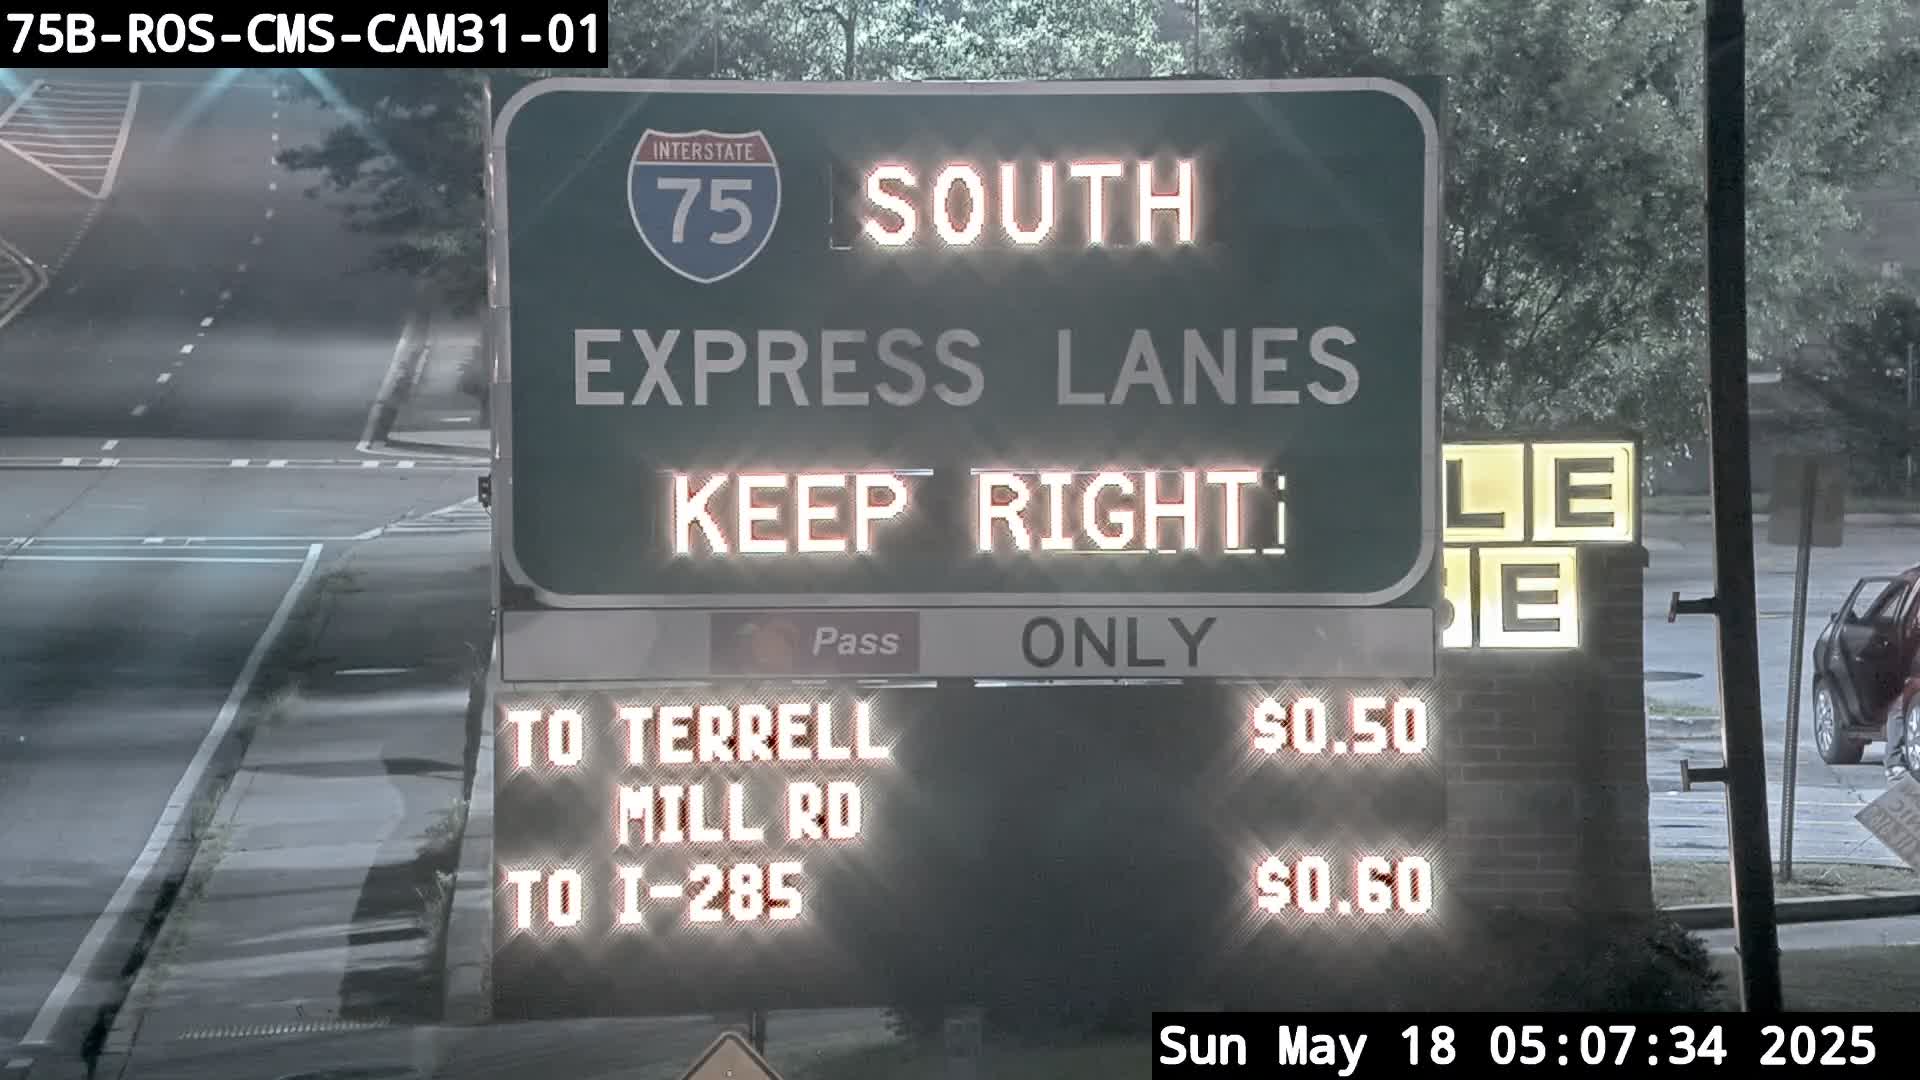 75B-ROS-CMS-CAM31-01
INTERSTATE
75
SOUTH
EXPRESS LANES
KEEP RIGHT
Pass ONLY
TO TERRELL $0.50
MILL RD
TO I-285 $0.60
LE
E
Sun May 18 05:07:34 2025